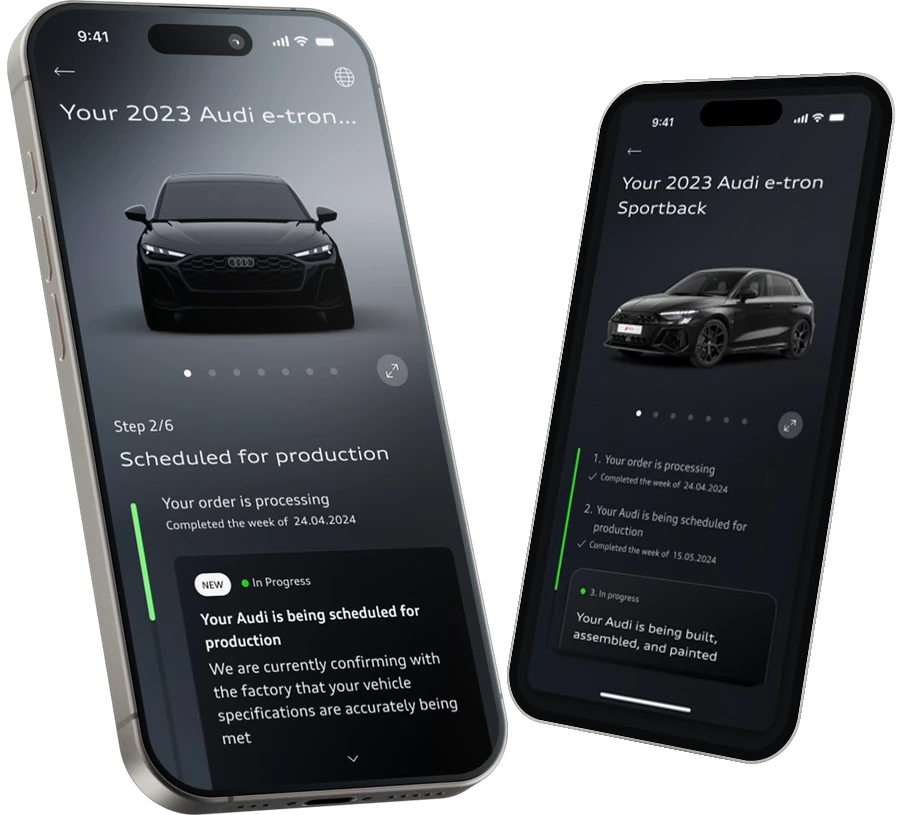 9:41
Your 2023 Audi e-tron...
Step 2/6
Scheduled for production
Your order is processing
Completed the week of 24.04.2024
NEW
In Progress
Your Audi is being scheduled for
production
We are currently confirming with
the factory that your vehicle
specifications are accurately being
met
9:41
Your 2023 Audi e-tron
Sportback
1. Your order is processing
Completed the week of 24.04.2024
2. Your Audi is being scheduled for
production
Completed the week of 15.05.2024
3. In progress
Your Audi is being built,
assembled, and painted